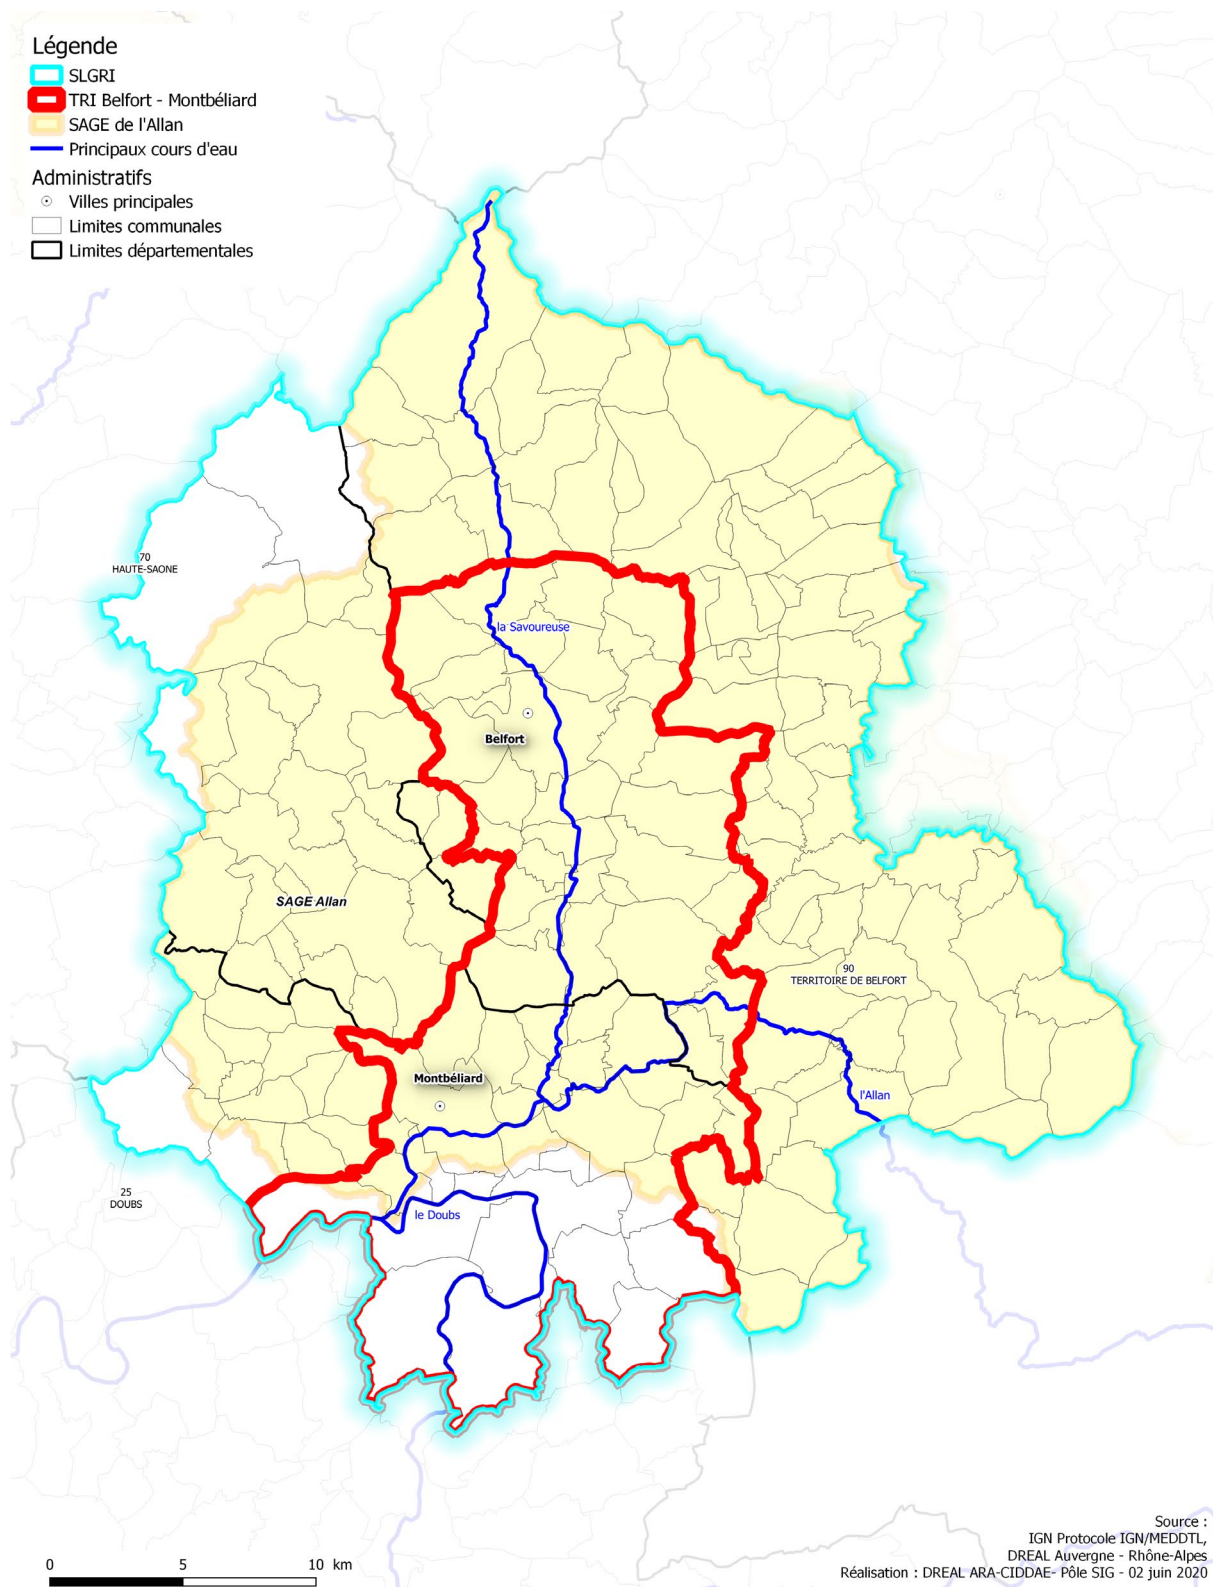 Légende
SLGRI
TRI Belfort - Montbéliard
SAGE de l'Allan
Principaux cours d'eau
Administratifs
Villes principales
Limites communales
Limites départementales
70
HAUTE-SAONE
la Savoureuse
Belfort
SAGE Allan
90
TERRITOIRE DE BELFORT
Montbéliard
l'Allan
25
DOUBS
le Doubs
Source :
IGN Protocole IGN/MEDDTL,
DREAL Auvergne - Rhône-Alpes
Réalisation : DREAL ARA-CIDDAE- Pôle SIG - 02 juin 2020
0 5 10 km